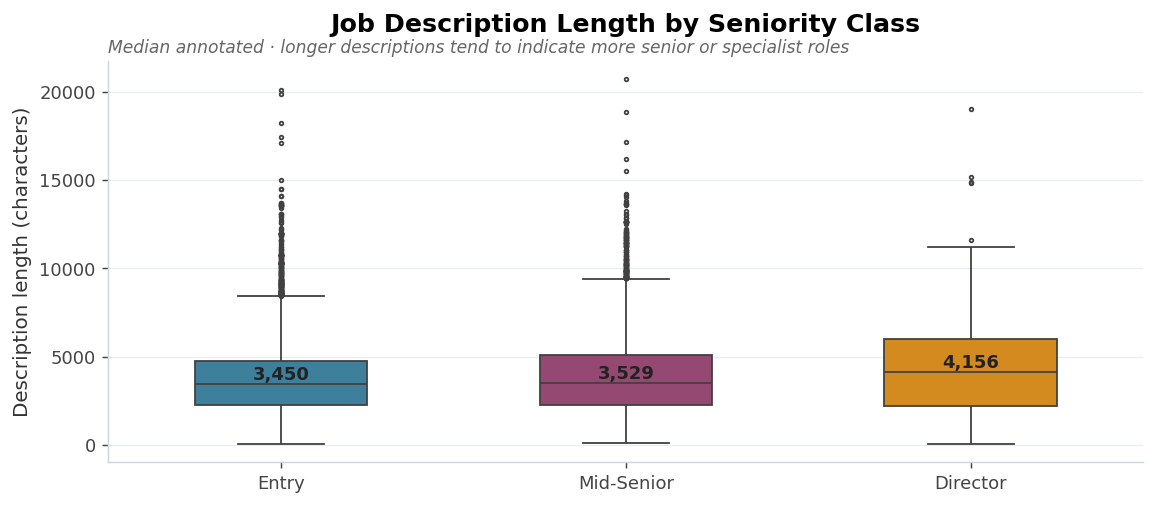 Job Description Length by Seniority Class
Median annotated · longer descriptions tend to indicate more senior or specialist roles
Description length (characters)
20000
15000
10000
5000
0
3,450
3,529
4,156
Entry
Mid-Senior
Director